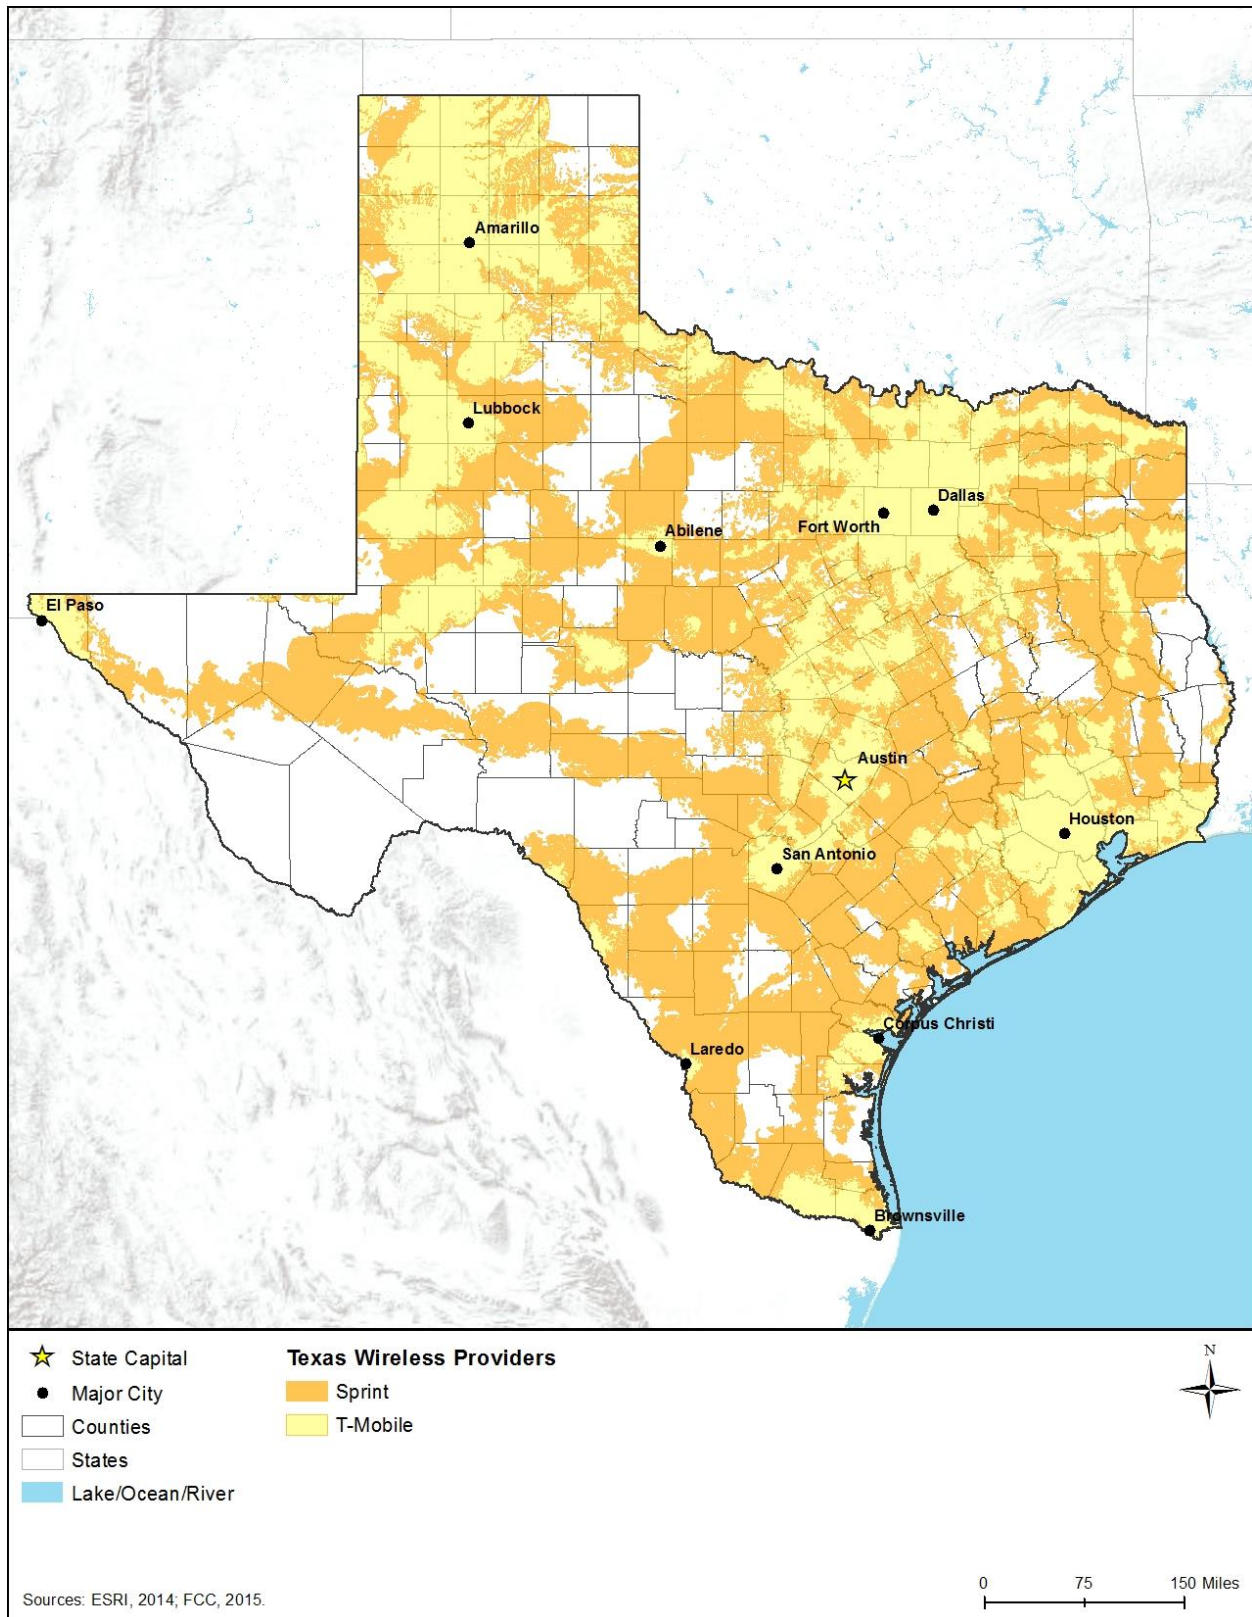 Amarillo
Lubbock
Dallas
Fort Worth
Abilene
El Paso
Austin
Houston
San Antonio
Corpus Christi
Laredo
Brownsville
State Capital
Major City
Counties
States
Lake/Ocean/River
Texas Wireless Providers
Sprint
T-Mobile
N
Sources: ESRI, 2014; FCC, 2015.
0 75 150 Miles